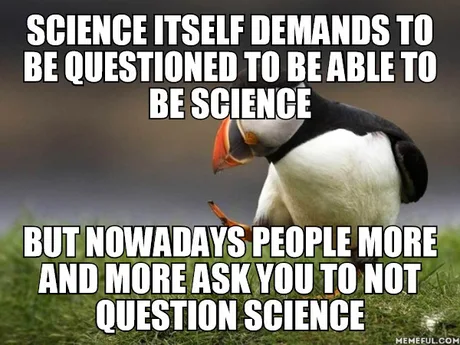 SCIENCE ITSELF DEMANDS TO
BE QUESTIONED TO BE ABLE TO
BE SCIENCE
BUT NOWADAYS PEOPLE MORE
AND MORE ASK YOU TO NOT
QUESTION SCIENCE
MEMEFUL.COM